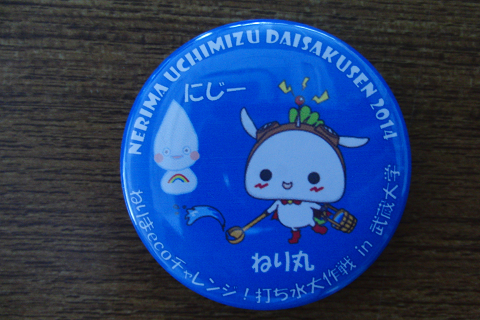 NERIMA UCHIMIZU DAISAKUSEN 2014
にじー
ねり丸
ねりまecoチャレンジ！打ち水大作戦 in 武蔵大学